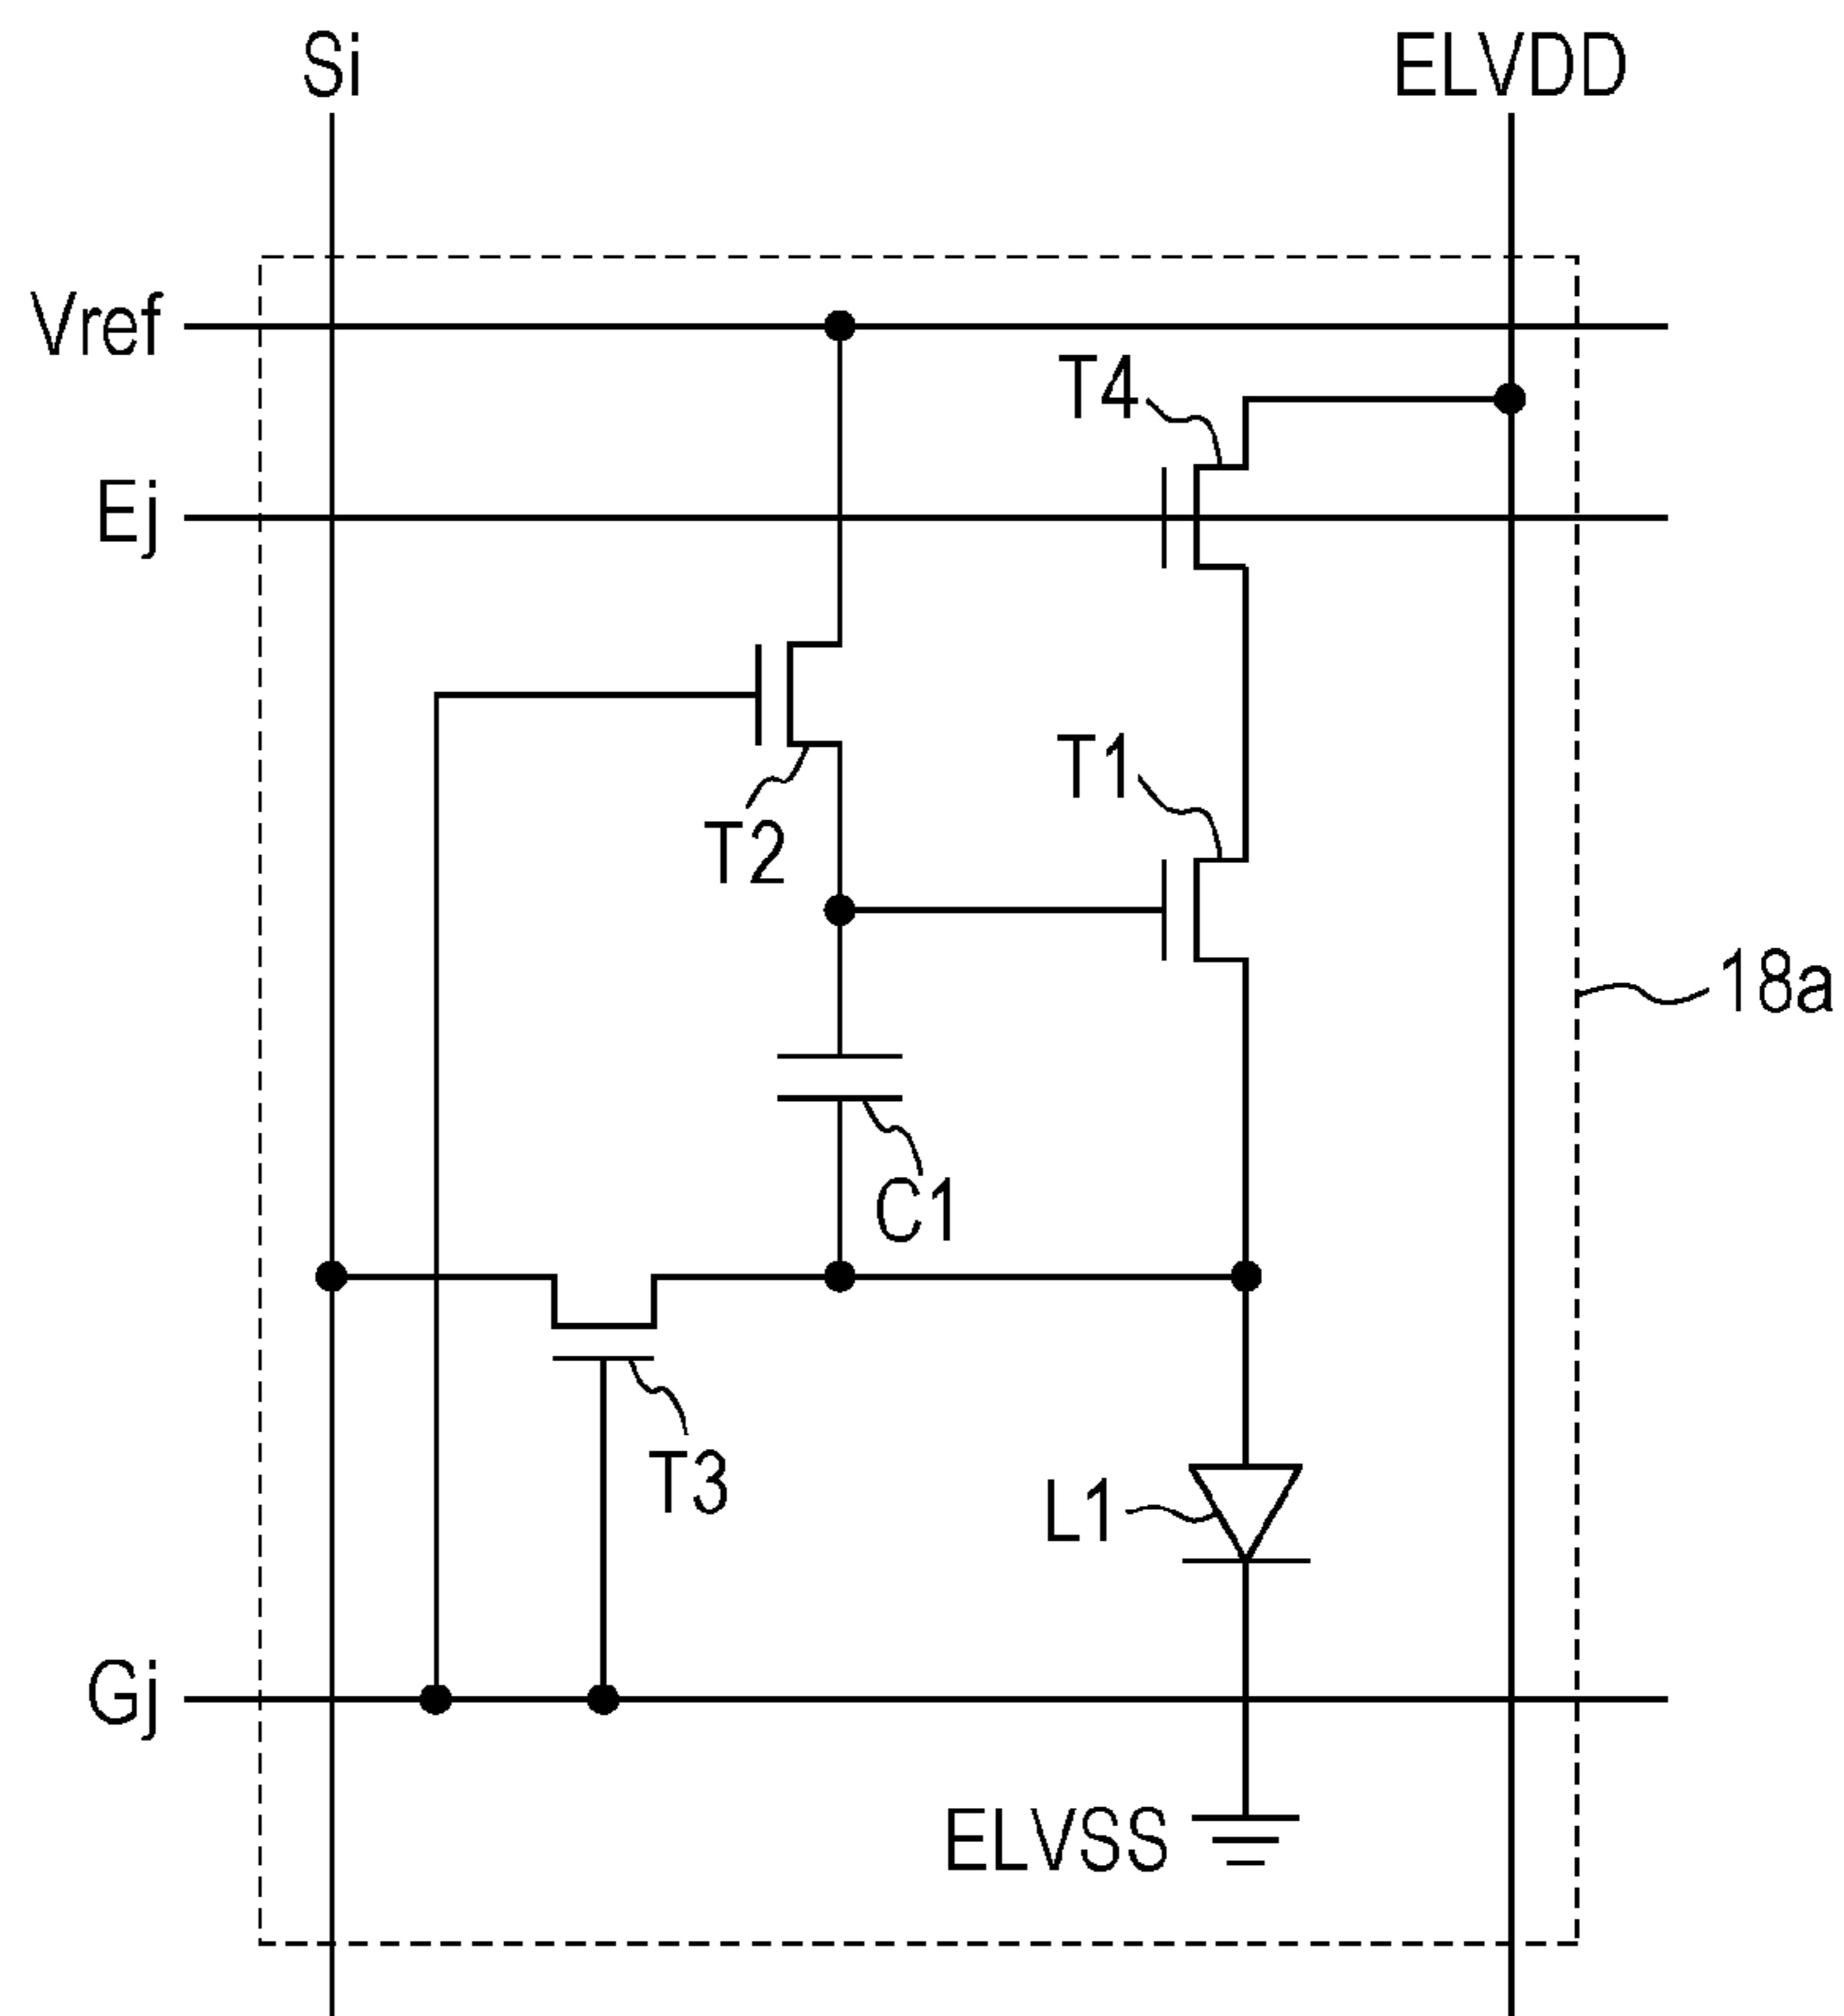 Si
ELVDD
Vref
T4
Ej
T1
T2
18a
C1
T3
L1
Gj
ELVSS